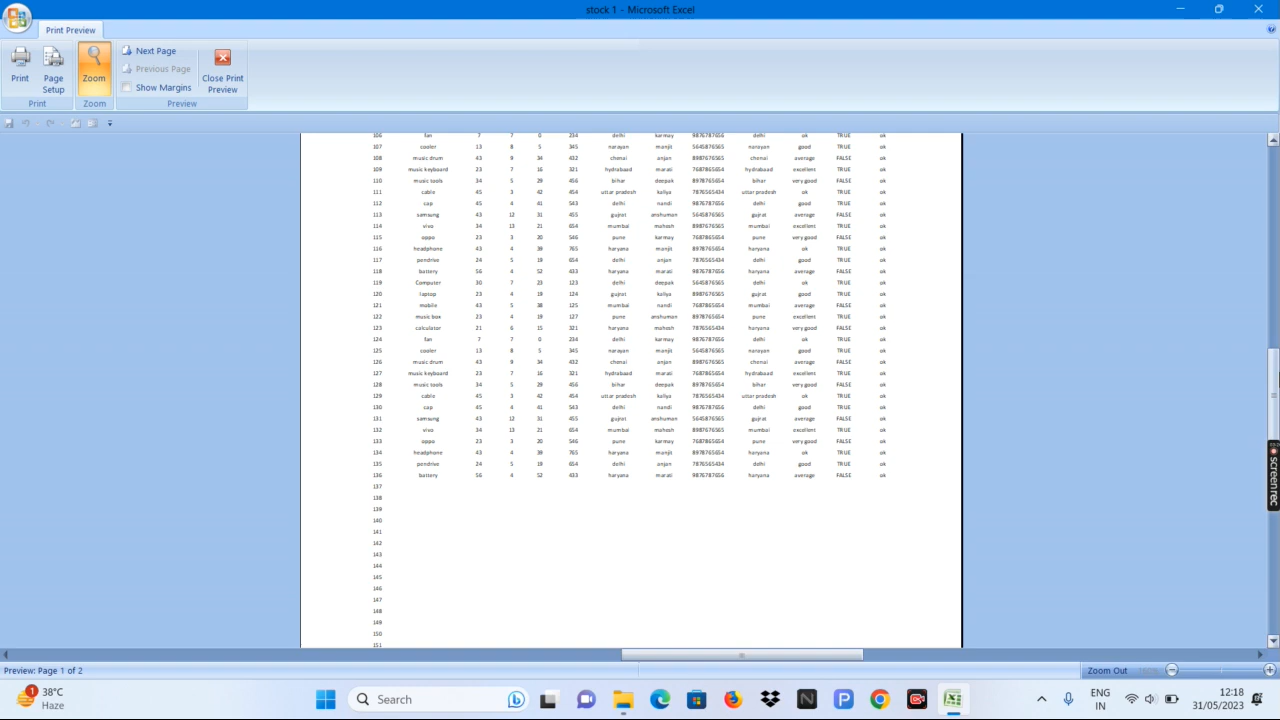 stock 1 - Microsoft Excel
Print Preview
Print
Page Setup
Zoom
Next Page
Previous Page
Show Margins
Close Print Preview
Print Zoom Preview
106 fan 7 7 0 234 delhi karmay 9876787656 delhi ok TRUE ok
107 cooler 13 8 5 345 narayan manjit 5645876565 narayan good TRUE ok
108 music drum 43 9 34 432 chenai anjan 8987676565 chenai average FALSE ok
109 music keyboard 23 7 16 321 hydrabaad marati 7687865654 hydrabaad excellent TRUE ok
110 music tools 34 5 29 456 bihar deepak 8978765654 bihar very good FALSE ok
111 cable 45 3 42 454 uttar pradesh kaliya 7876565434 uttar pradesh ok TRUE ok
112 cap 45 4 41 543 delhi nandi 9876787656 delhi good TRUE ok
113 samsung 43 12 31 455 gujrat anshuman 5645876565 gujrat average FALSE ok
114 vivo 34 13 21 654 mumbai mahesh 8987676565 mumbai excellent TRUE ok
115 oppo 23 3 20 546 pune karmay 7687865654 pune very good FALSE ok
116 headphone 43 4 39 765 haryana manjit 8978765654 haryana ok TRUE ok
117 pendrive 24 5 19 654 delhi anjan 7876565434 delhi good TRUE ok
118 battery 56 4 52 433 haryana marati 9876787656 haryana average FALSE ok
119 Computer 30 7 23 123 delhi deepak 5645876565 delhi ok TRUE ok
120 laptop 23 4 19 124 gujrat kaliya 8987676565 gujrat good TRUE ok
121 mobile 43 5 38 125 mumbai nandi 7687865654 mumbai average FALSE ok
122 music box 23 4 19 127 pune anshuman 8978765654 pune excellent TRUE ok
123 calculator 21 6 15 321 haryana mahesh 7876565434 haryana very good FALSE ok
124 fan 7 7 0 234 delhi karmay 9876787656 delhi ok TRUE ok
125 cooler 13 8 5 345 narayan manjit 5645876565 narayan good TRUE ok
126 music drum 43 9 34 432 chenai anjan 8987676565 chenai average FALSE ok
127 music keyboard 23 7 16 321 hydrabaad marati 7687865654 hydrabaad excellent TRUE ok
128 music tools 34 5 29 456 bihar deepak 8978765654 bihar very good FALSE ok
129 cable 45 3 42 454 uttar pradesh kaliya 7876565434 uttar pradesh ok TRUE ok
130 cap 45 4 41 543 delhi nandi 9876787656 delhi good TRUE ok
131 samsung 43 12 31 455 gujrat anshuman 5645876565 gujrat average FALSE ok
132 vivo 34 13 21 654 mumbai mahesh 8987676565 mumbai excellent TRUE ok
133 oppo 23 3 20 546 pune karmay 7687865654 pune very good FALSE ok
134 headphone 43 4 39 765 haryana manjit 8978765654 haryana ok TRUE ok
135 pendrive 24 5 19 654 delhi anjan 7876565434 delhi good TRUE ok
136 battery 56 4 52 433 haryana marati 9876787656 haryana average FALSE ok
137
138
139
140
141
142
143
144
145
146
147
148
149
150
151
Screenrec
Preview: Page 1 of 2
Zoom Out
1
38°C
Haze
Search
ENG
IN
12:18
31/05/2023